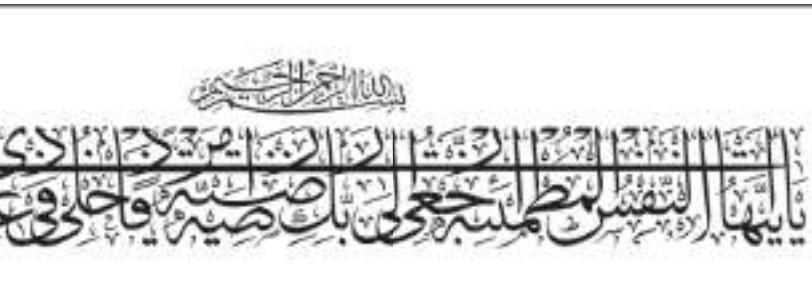 بسم الله الرحمن الرحيم
يا أيتها النفس المطمئنة ارجعي إلى ربك راضية مرضية فادخلي في